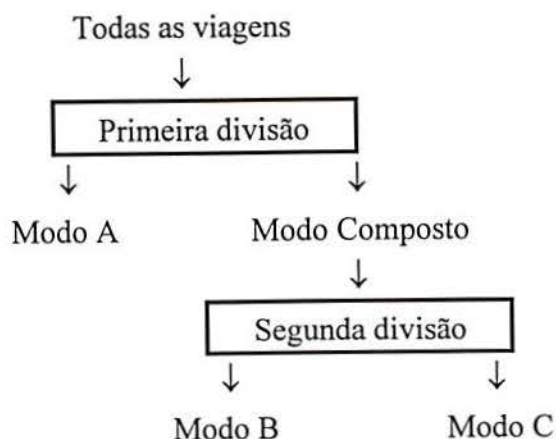 Todas as viagens
Primeira divisão
Modo A Modo Composto
Segunda divisão
Modo B Modo C